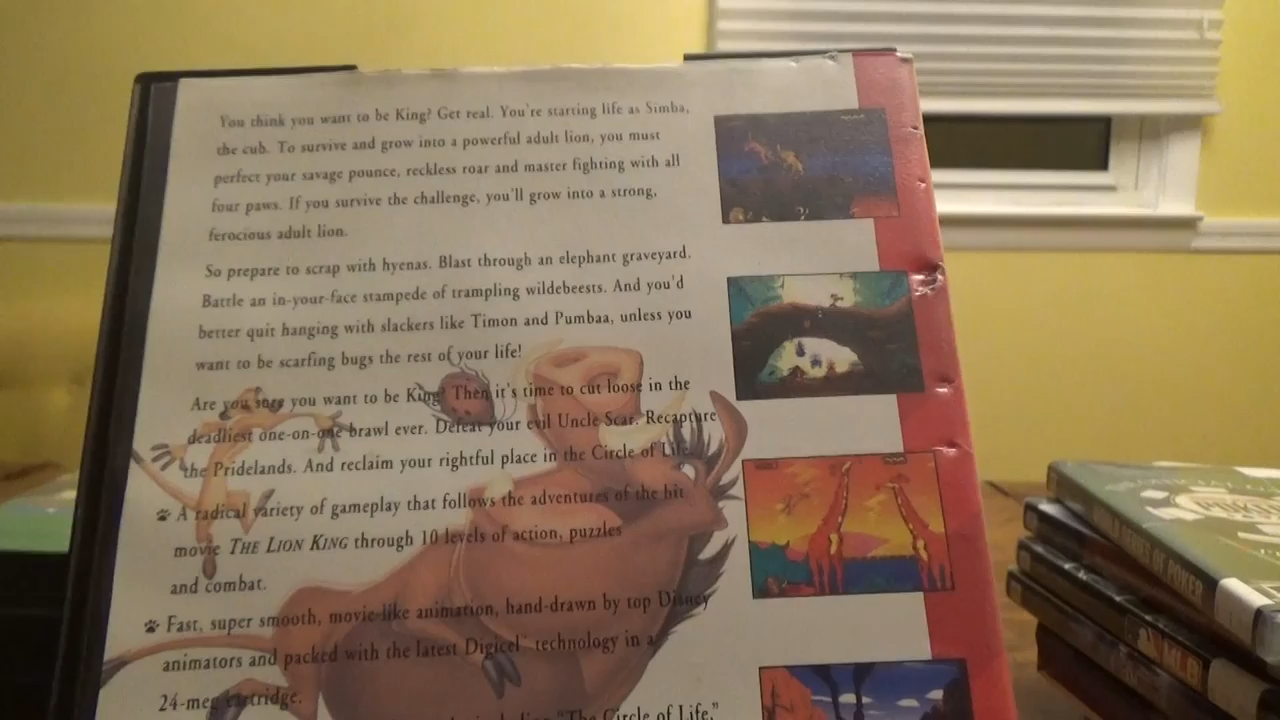 You think you want to be King? Get real. You're starting life as Simba,
the cub. To survive and grow into a powerful adult lion, you must
perfect your savage pounce, reckless roar and master fighting with all
four paws. If you survive the challenge, you'll grow into a strong,
ferocious adult lion.
So prepare to scrap with hyenas. Blast through an elephant graveyard.
Battle an in-your-face stampede of trampling wildebeests. And you'd
better quit hanging with slackers like Timon and Pumbaa, unless you
want to be scarfing bugs the rest of your life!
Are you sure you want to be King? Then it's time to cut loose in the
deadliest one-on-one brawl ever. Defeat your evil Uncle Scar. Recapture
the Pridelands. And reclaim your rightful place in the Circle of Life.
A radical variety of gameplay that follows the adventures of the hit
movie THE LION KING through 10 levels of action, puzzles
and combat.
Fast, super smooth, movie-like animation, hand-drawn by top Disney
animators and packed with the latest Digicel™ technology in a
24-meg cartridge.
"The Circle of Life,"
SERIES OF POKER
MLB